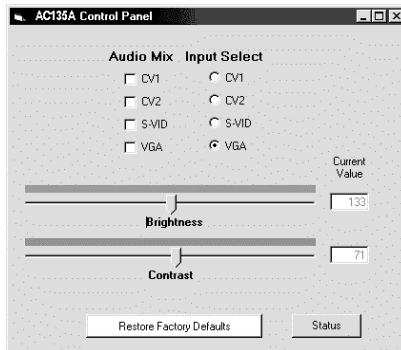 AC135A Control Panel
Audio Mix Input Select
CV1 CV1
CV2 CV2
S-VID S-VID
VGA VGA
Current
Value
133
Brightness
71
Contrast
Restore Factory Defaults Status